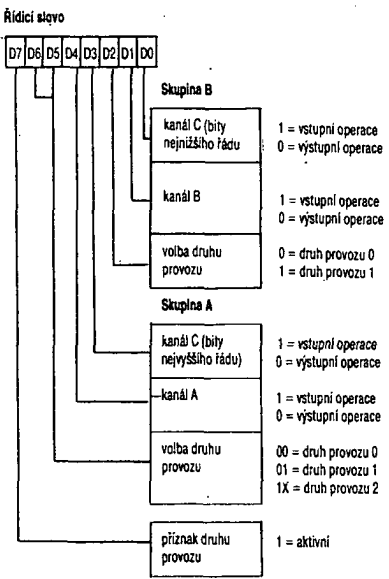 Řídicí slovo
D7 D6 D5 D4 D3 D2 D1 D0
Skupina B
kanál C (bity
nejnižšího řádu
1 = vstupní operace
0 = výstupní operace
kanál B
1 = vstupní operace
0 = výstupní operace
volba druhu
provozu
0 = druh provozu 0
1 = druh provozu 1
Skupina A
kanál C (bity
nejvyššího řádu)
1 = vstupní operace
0 = výstupní operace
kanál A
1 = vstupní operace
0 = výstupní operace
volba druhu
provozu
00 = druh provozu 0
01 = druh provozu 1
1X = druh provozu 2
příznak druhu
provozu
1 = aktivní